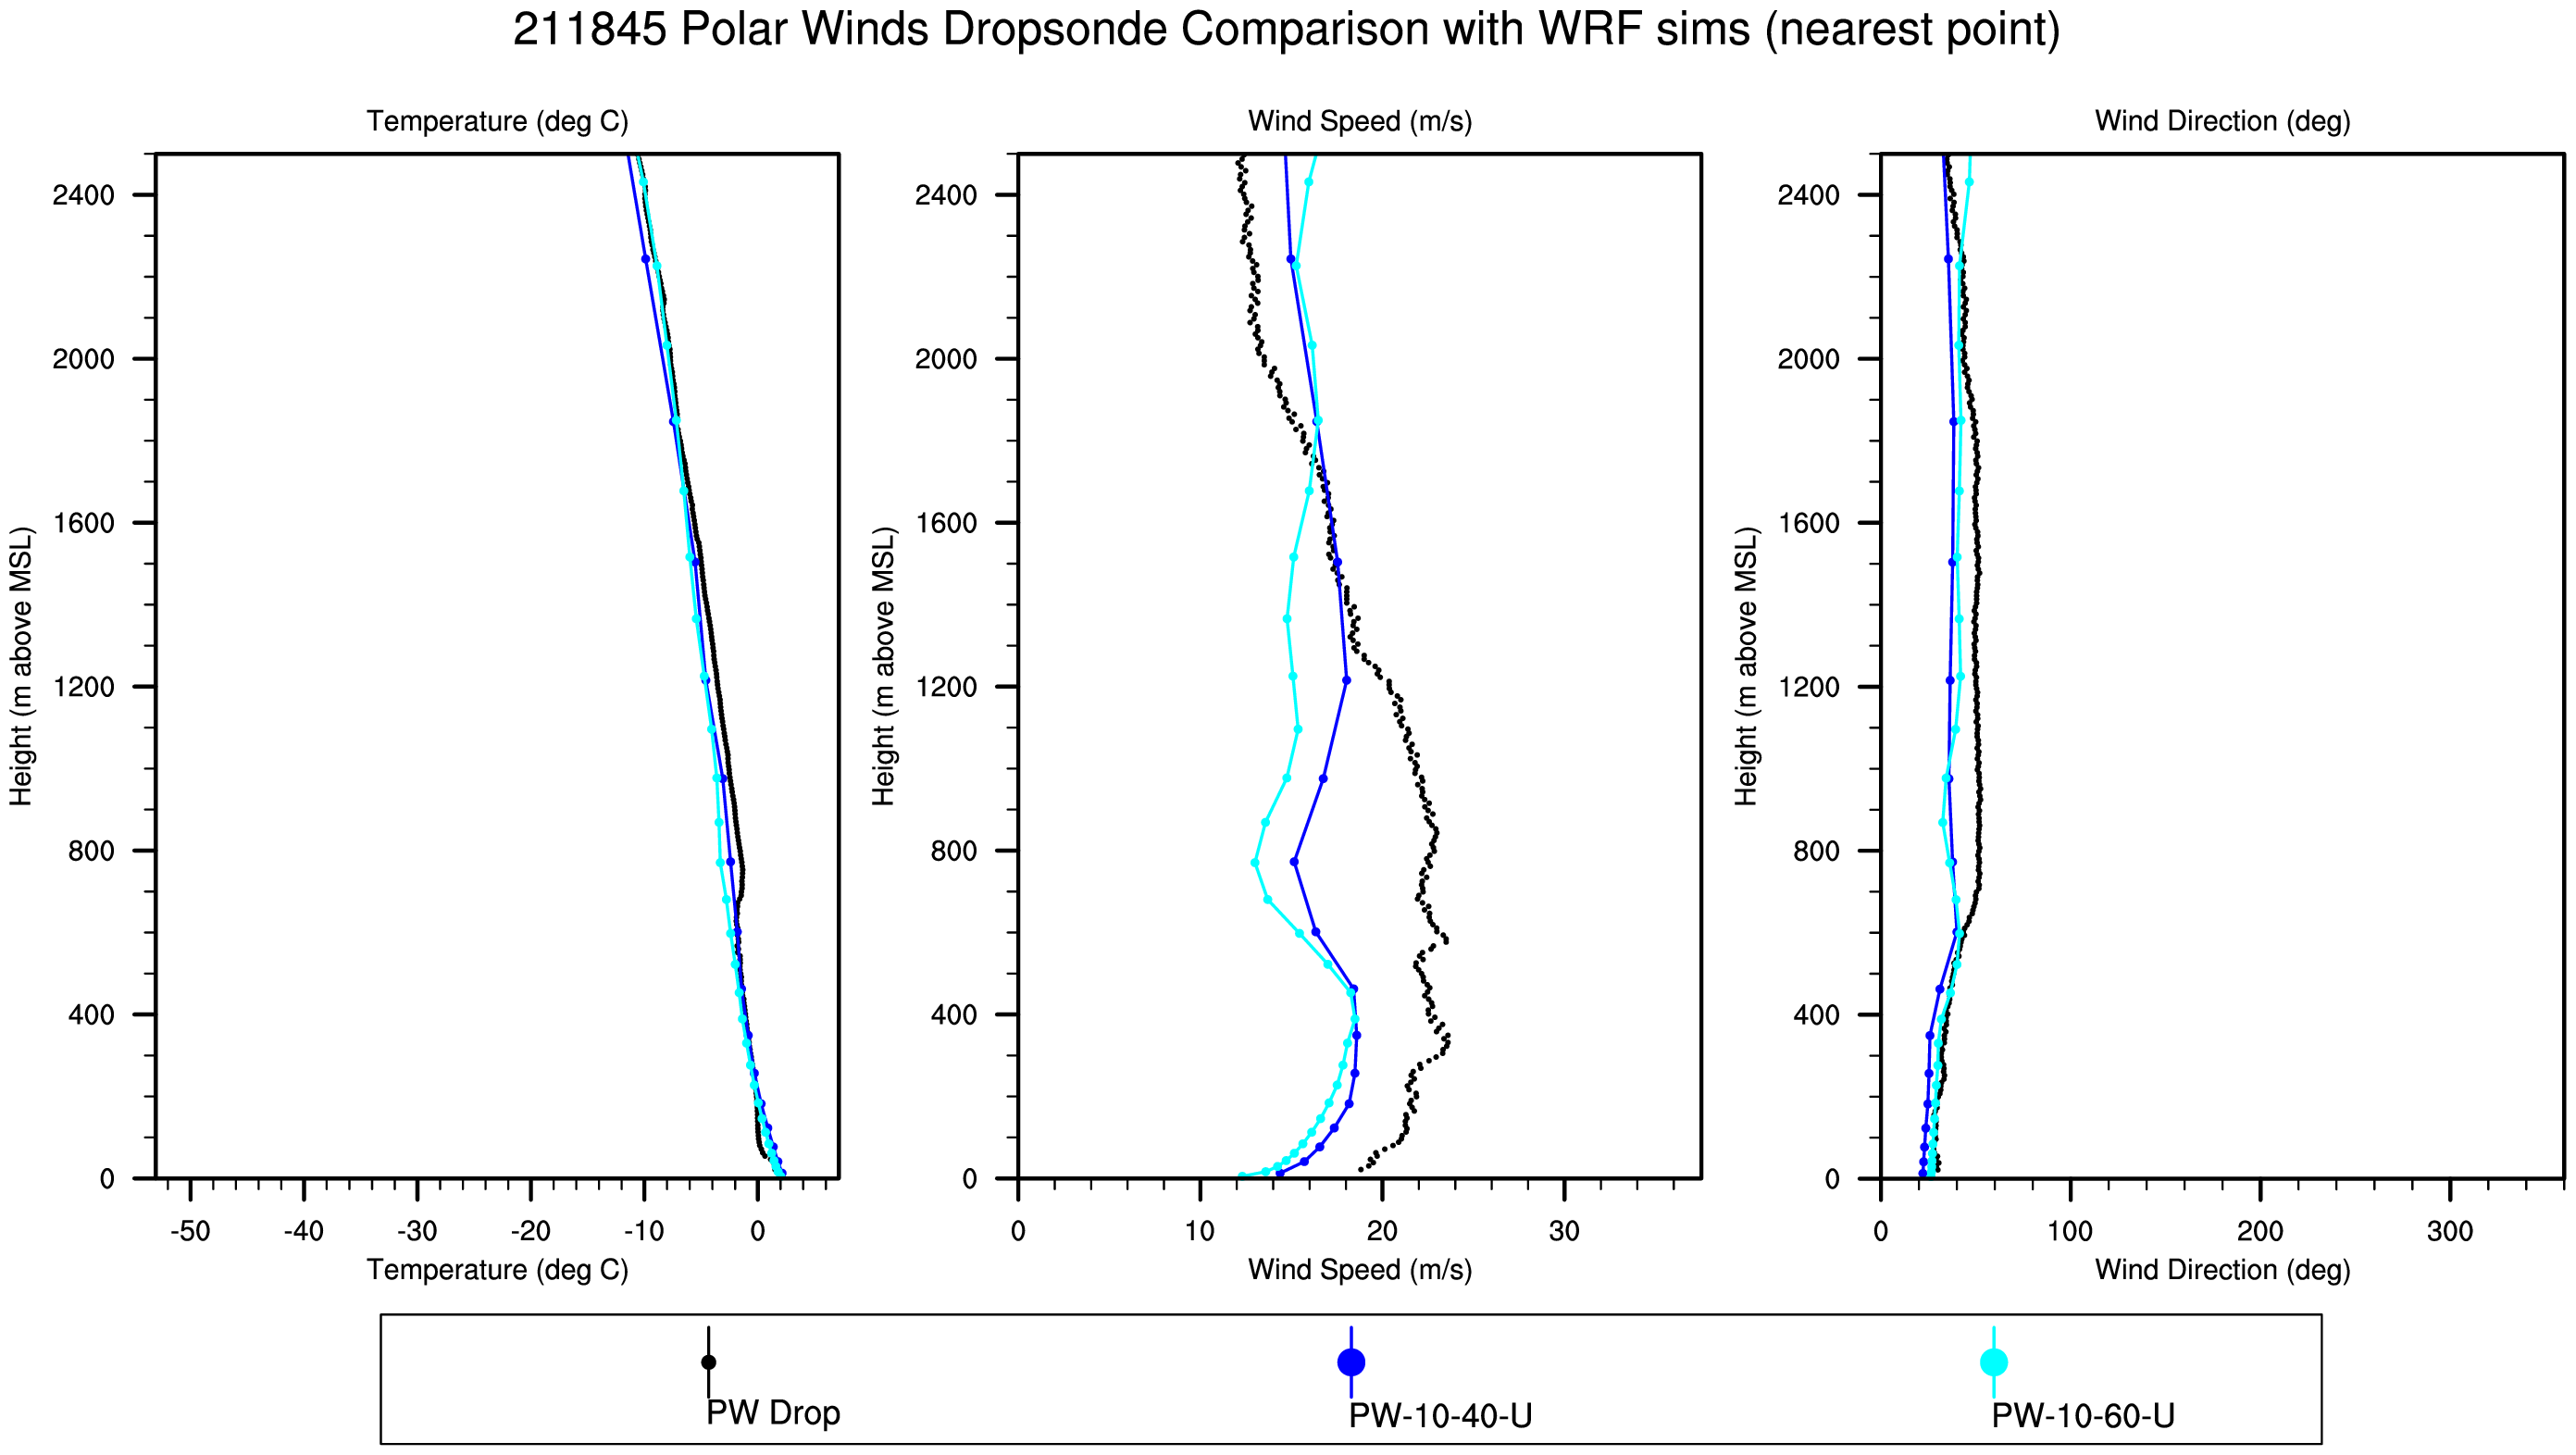 211845 Polar Winds Dropsonde Comparison with WRF sims (nearest point)
Temperature (deg C)
Height (m above MSL)
2400
2000
1600
1200
800
400
0
-50 -40 -30 -20 -10 0
Temperature (deg C)
Wind Speed (m/s)
Height (m above MSL)
2400
2000
1600
1200
800
400
0
0 10 20 30
Wind Speed (m/s)
Wind Direction (deg)
Height (m above MSL)
2400
2000
1600
1200
800
400
0
0 100 200 300
Wind Direction (deg)
PW Drop
PW-10-40-U
PW-10-60-U